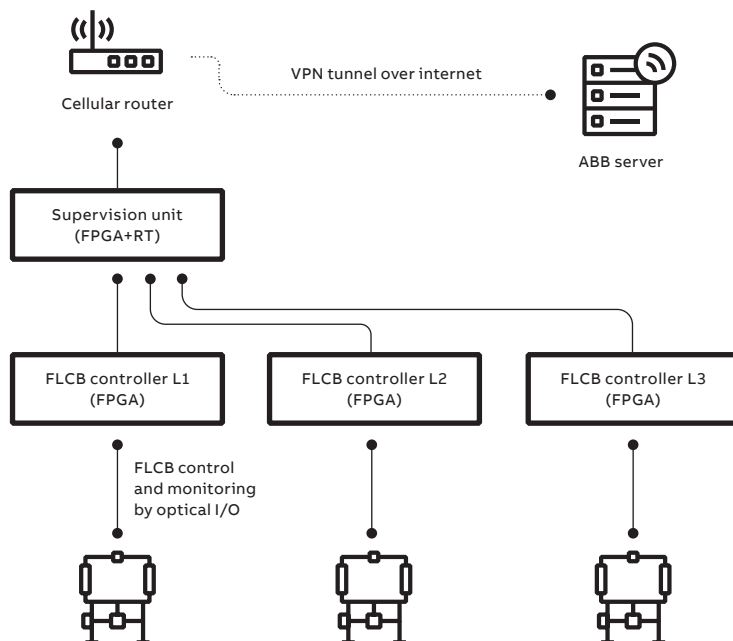 VPN tunnel over internet
Cellular router
ABB server
Supervision unit
(FPGA+RT)
FLCB controller L1
(FPGA)
FLCB controller L2
(FPGA)
FLCB controller L3
(FPGA)
FLCB control
and monitoring
by optical I/O